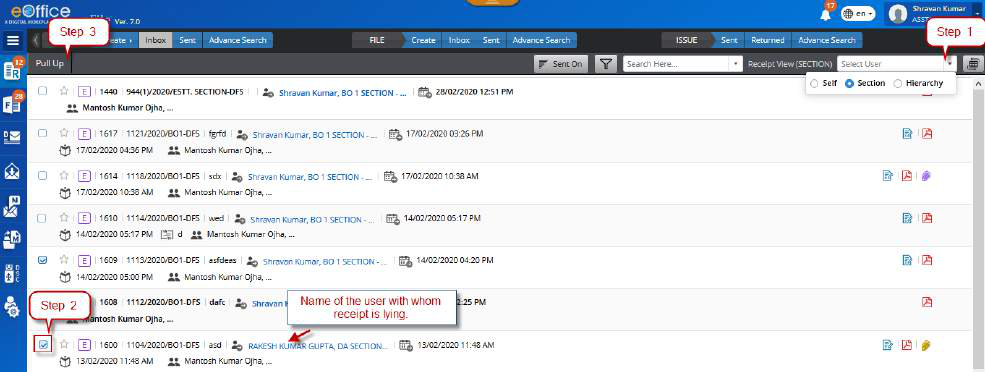 eOffice
A DIGITAL WORKPLACE
Ver. 7.0
17
en
Shravan Kumar
Step 3
Step 1
Inbox Sent Advance Search
FILE Create Inbox Sent Advance Search
ISSUE Sent Returned Advance Search
12
R
Pull Up
Sent On
Search Here...
Receipt View (SECTION)
Select User
Self Section Hierarchy
28
F
E 1440 944(1)/2020/ESTT. SECTION-DFS Shravan Kumar, BO 1 SECTION - ... 28/02/2020 12:51 PM
Mantosh Kumar Ojha, ...
E 1617 1121/2020/BO1-DFS fgrfd Shravan Kumar, BO 1 SECTION - ... 17/02/2020 03:26 PM
17/02/2020 04:36 PM Mantosh Kumar Ojha, ...
E 1614 1118/2020/BO1-DFS sdx Shravan Kumar, BO 1 SECTION - ... 17/02/2020 10:38 AM
17/02/2020 10:38 AM Mantosh Kumar Ojha, ...
E 1610 1114/2020/BO1-DFS wed Shravan Kumar, BO 1 SECTION - ... 14/02/2020 05:17 PM
14/02/2020 05:17 PM d Mantosh Kumar Ojha, ...
E 1609 1113/2020/BO1-DFS asfdeas Shravan Kumar, BO 1 SECTION - ... 14/02/2020 04:20 PM
14/02/2020 05:00 PM Mantosh Kumar Ojha, ...
DSC
Step 2
1608 1112/2020/BO1-DFS dafc Shravan
Mantosh Kumar Ojha, ...
Name of the user with whom
receipt is lying.
2:25 PM
E 1600 1104/2020/BO1-DFS asd RAKESH KUMAR GUPTA, DA SECTION... 13/02/2020 11:48 AM
13/02/2020 11:48 AM Mantosh Kumar Ojha, ...